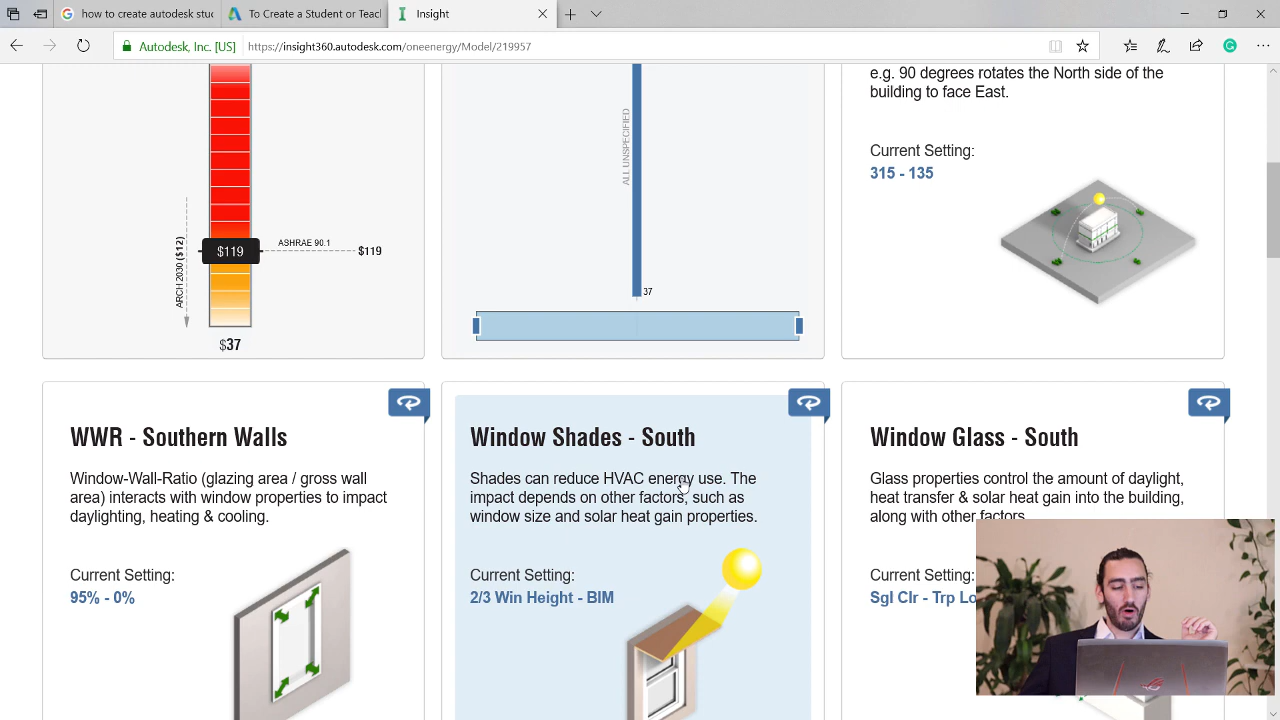 how to create autodesk stu
To Create a Student or Teac
Insight
Autodesk, Inc. [US]
https://insight360.autodesk.com/oneenergy/Model/219957
ARCH 2030 ($12)
$119
ASHRAE 90.1
$119
$37
ALL UNSPECIFIED
37
e.g. 90 degrees rotates the North side of the
building to face East.
Current Setting:
315 - 135
WWR - Southern Walls
Window-Wall-Ratio (glazing area / gross wall
area) interacts with window properties to impact
daylighting, heating & cooling.
Current Setting:
95% - 0%
Window Shades - South
Shades can reduce HVAC energy use. The
impact depends on other factors, such as
window size and solar heat gain properties.
Current Setting:
2/3 Win Height - BIM
Window Glass - South
Glass properties control the amount of daylight,
heat transfer & solar heat gain into the building,
along with other factors.
Current Setting:
Sgl Clr - Trp Lo